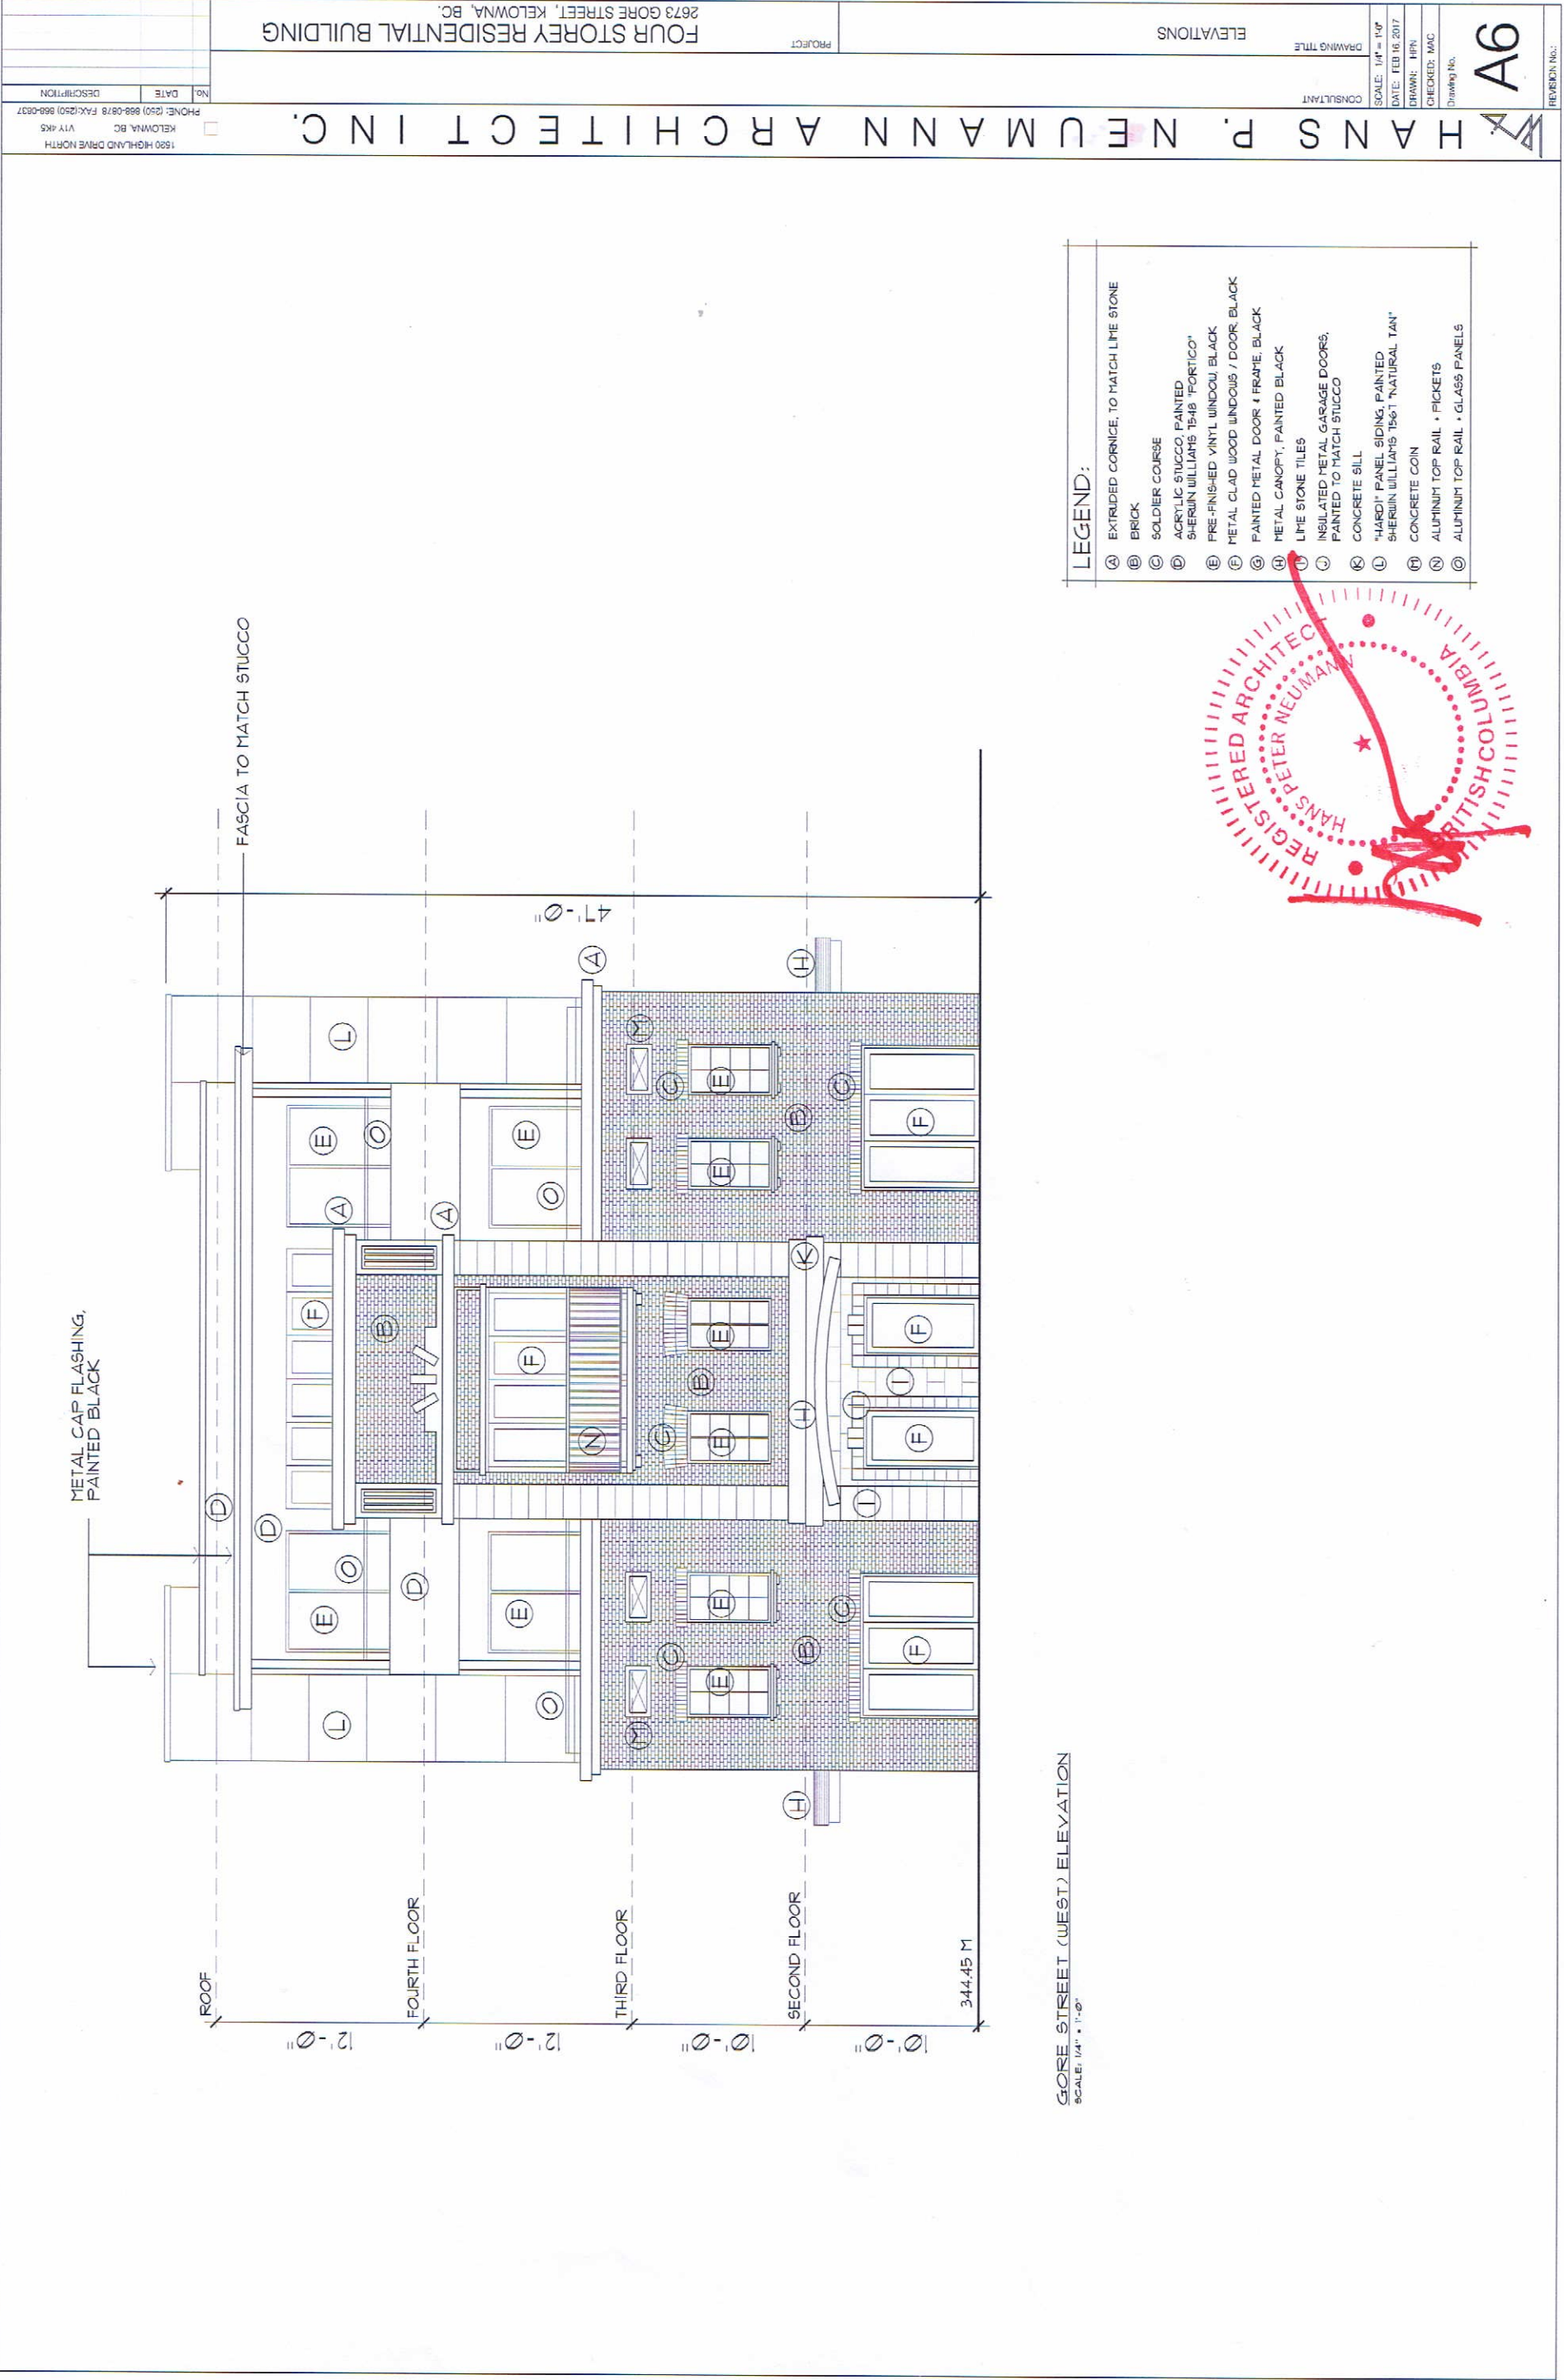 METAL CAP FLASHING,
PAINTED BLACK
FASCIA TO MATCH STUCCO
ROOF
FOURTH FLOOR
THIRD FLOOR
SECOND FLOOR
344.45 M
12'-0"
12'-0"
10'-0"
10'-0"
47'-0"
D
D
L
E
O
D
E
O
A
F
B
A
F
N
A
E
O
E
O
L
A
M
C
E
B
C
F
M
C
E
E
B
C
F
C
E
B
E
H
K
H
H
H
I
I
I
F
F
E
E
GORE STREET (WEST) ELEVATION
SCALE: 1/4" = 1'-0"
LEGEND:
A EXTRUDED CORNICE, TO MATCH LIME STONE
B BRICK
C SOLDIER COURSE
D ACRYLIC STUCCO, PAINTED
SHERWIN WILLIAMS 7548 "PORTICO"
E PRE-FINISHED VINYL WINDOW, BLACK
F METAL CLAD WOOD WINDOWS / DOOR, BLACK
G PAINTED METAL DOOR & FRAME, BLACK
H METAL CANOPY, PAINTED BLACK
I LIME STONE TILES
J INSULATED METAL GARAGE DOORS,
PAINTED TO MATCH STUCCO
K CONCRETE SILL
L "HARDI" PANEL SIDING, PAINTED
SHERWIN WILLIAMS 7567 "NATURAL TAN"
M CONCRETE COIN
N ALUMINUM TOP RAIL + PICKETS
O ALUMINUM TOP RAIL + GLASS PANELS
REGISTERED ARCHITECT
HANS PETER NEUMANN
BRITISH COLUMBIA
HANS P. NEUMANN ARCHITECT INC.
1520 HIGHLAND DRIVE NORTH
KELOWNA, BC V1Y 4K5
PHONE: (250) 868-0878 FAX:(250) 868-0837
No. DATE DESCRIPTION
CONSULTANT
DRAWING TITLE
ELEVATIONS
PROJECT
FOUR STOREY RESIDENTIAL BUILDING
2673 GORE STREET, KELOWNA, BC.
SCALE: 1/4" = 1'0"
DATE: FEB 16, 2017
DRAWN: HPN
CHECKED: MAC
Drawing No.
A6
REVISION No.: